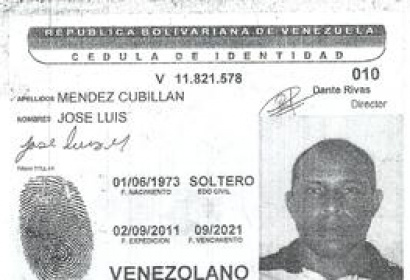 REPUBLICA BOLIVARIANA DE VENEZUELA
CEDULA DE IDENTIDAD
V 11.821.578
010
Dante Rivas
Director
APELLIDOS MENDEZ CUBILLAN
NOMBRES JOSE LUIS
José Luis M
FIRMA TITULAR
01/06/1973 SOLTERO
F. NACIMIENTO EDO CIVIL
02/09/2011 09/2021
F. EXPEDICION F. VENCIMIENTO
VENEZOLANO